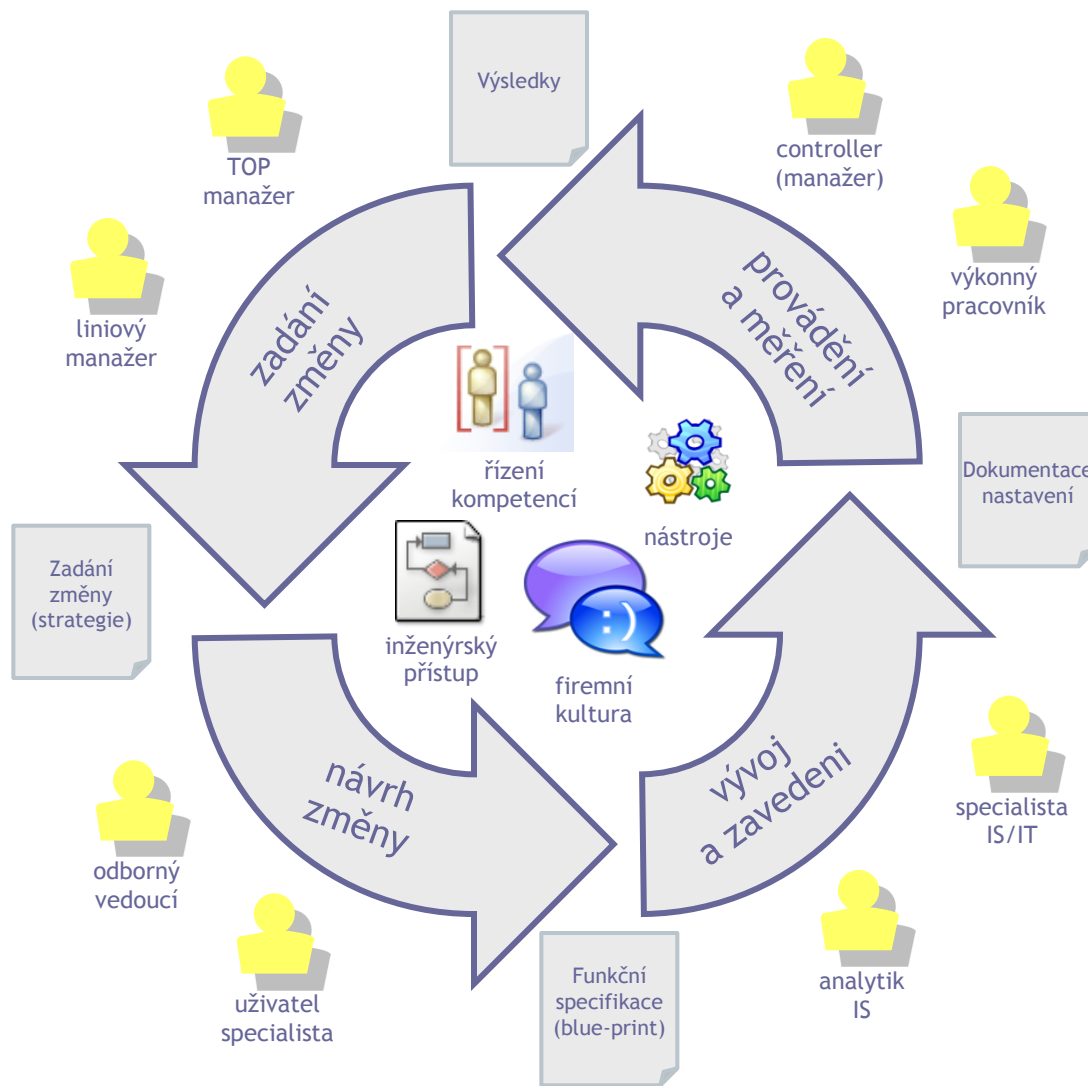 Výsledky
TOP
manažer
controller
(manažer)
liniový
manažer
výkonný
pracovník
zadání
změny
provádění
a měření
řízení
kompetencí
nástroje
Dokumentace
nastavení
Zadání
změny
(strategie)
inženýrský
přístup
firemní
kultura
:)
návrh
změny
vývoj
a zavedeni
specialista
IS/IT
odborný
vedoucí
uživatel
specialista
Funkční
specifikace
(blue-print)
analytik
IS